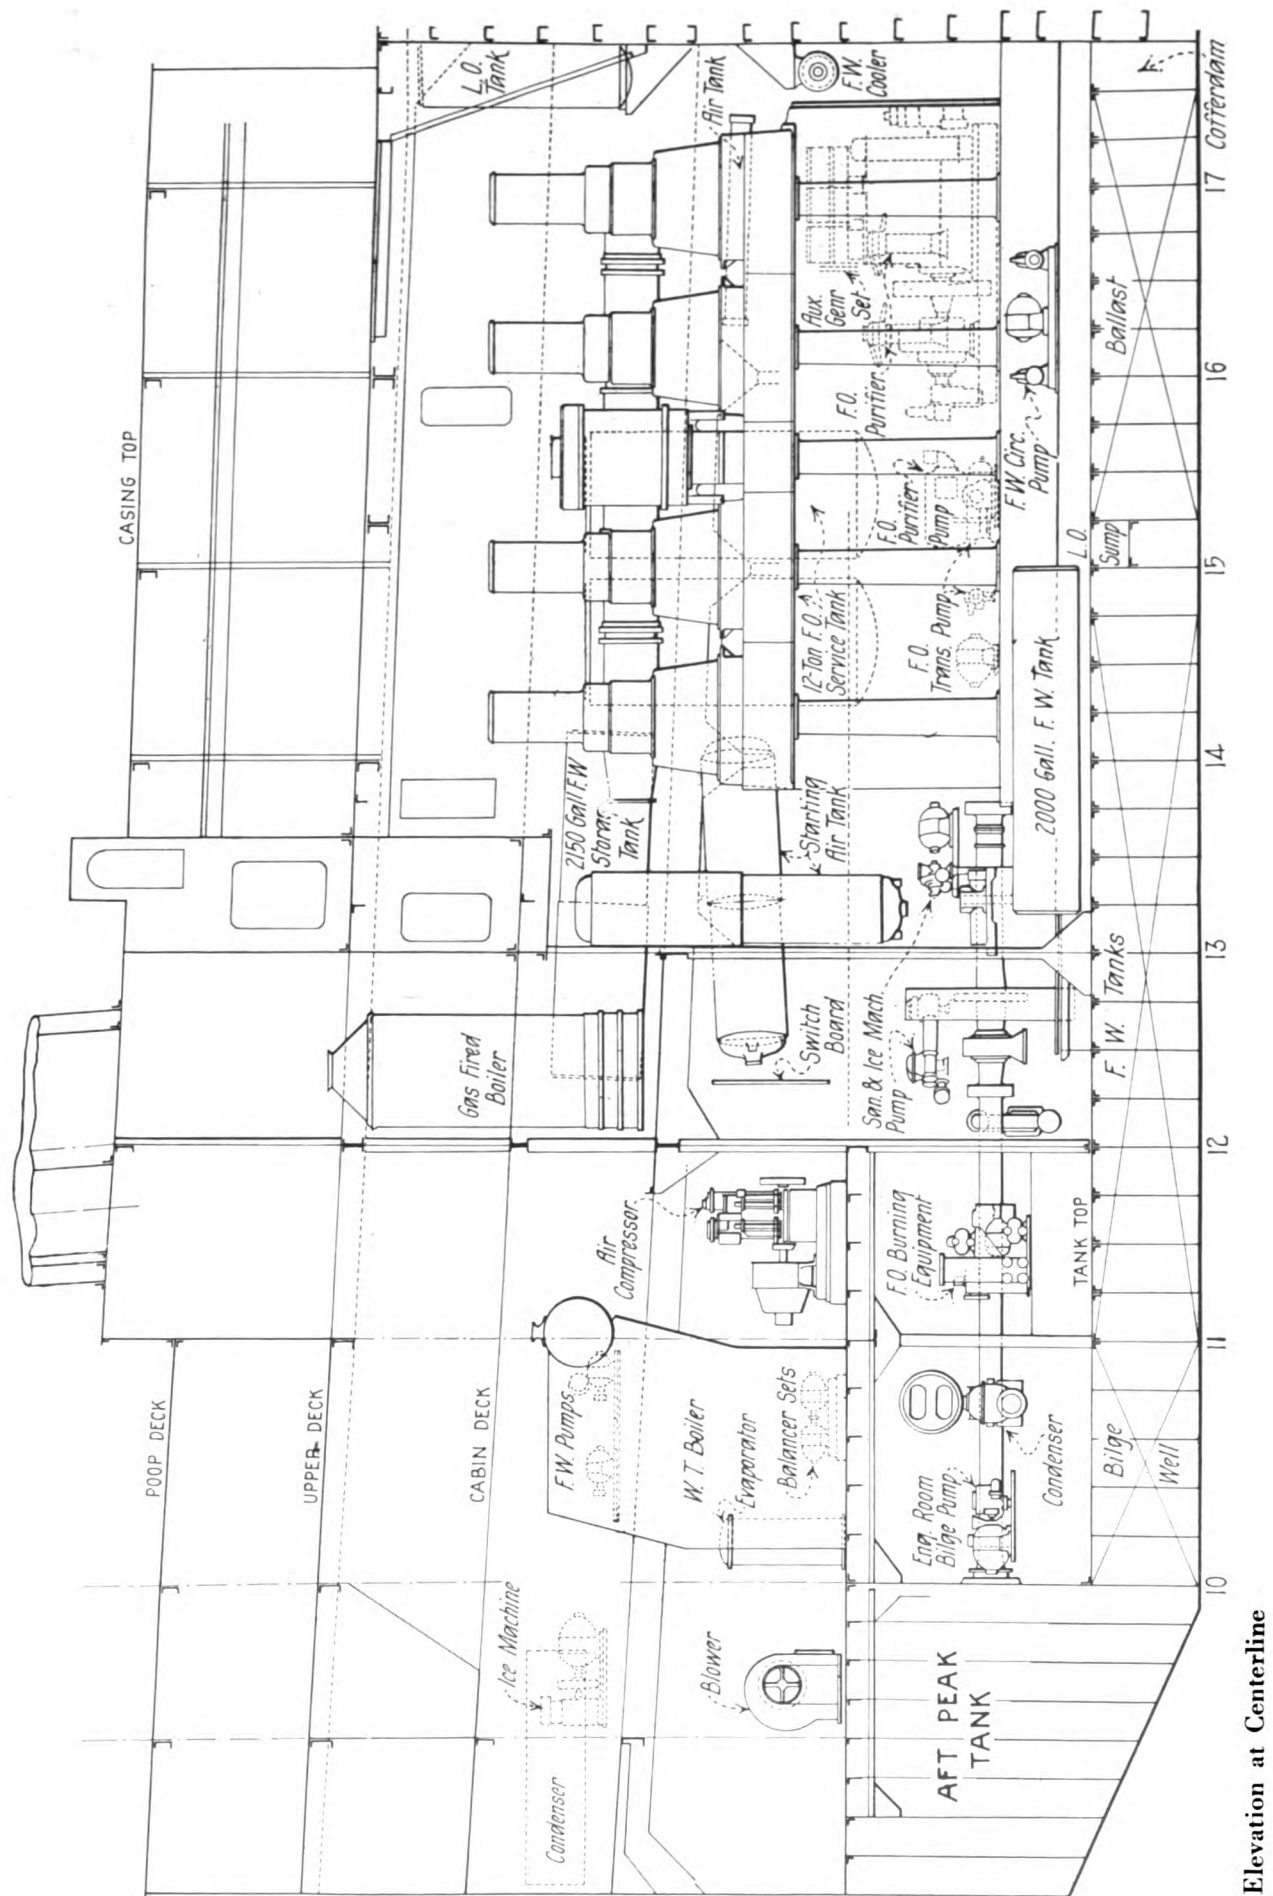 CASING TOP
POOP DECK
UPPER DECK
CABIN DECK
L.O.
Tank
Air Tank
F.W.
Cooler
Cofferdam
2150 Gall F.W
Storage
Tank
Gas Fired
Boiler
Starting
Air Tank
Switch
Board
San. & Ice Mach.
Pump
Air
Compressor
F.W. Pumps
W. T. Boiler
Evaporator
Balancer Sets
Ice Machine
Condenser
Blower
Aux.
Genr
Set
F.O.
Purifier
F.O.
Purifier
Pump
12-Ton F.O.
Service Tank
F.O.
Trans. Pump
F.W. Circ.
Pump
2000 Gall. F. W. Tank
L.O.
Sump
Ballast
F. W. Tanks
F.O. Burning
Equipment
TANK TOP
Condenser
Eng. Room
Bilge Pump
Bilge
Well
AFT PEAK
TANK
10 11 12 13 14 15 16 17
Elevation at Centerline